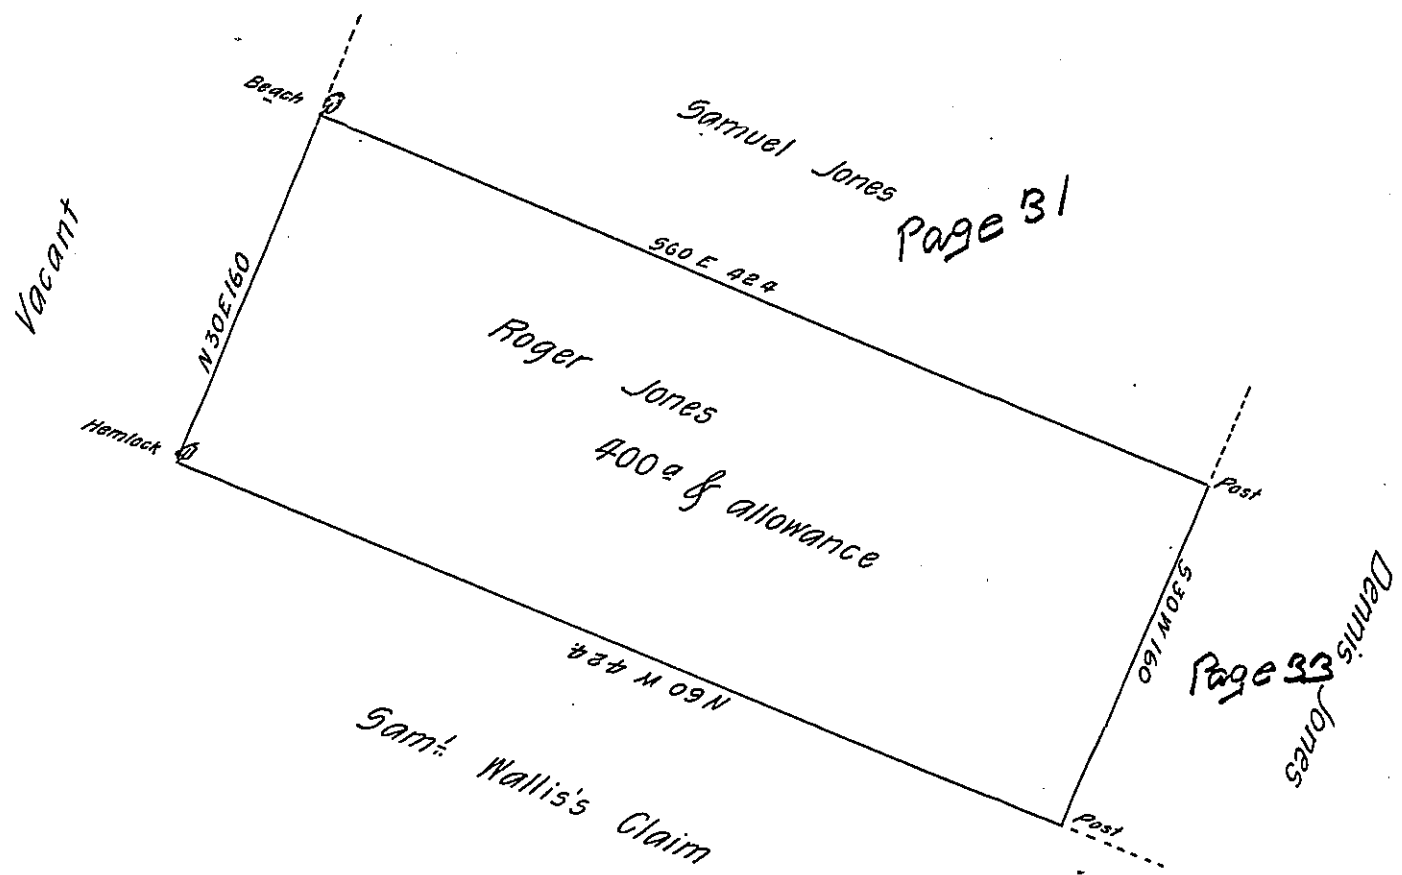 Beach
Samuel Jones
Page 31
Vacant
S60E 424
N30E160
Roger Jones
400a & allowance
Hemlock
Post
S30W160
Dennis Jones
Page 33
N60W 424
Saml Wallis's Claim
Post